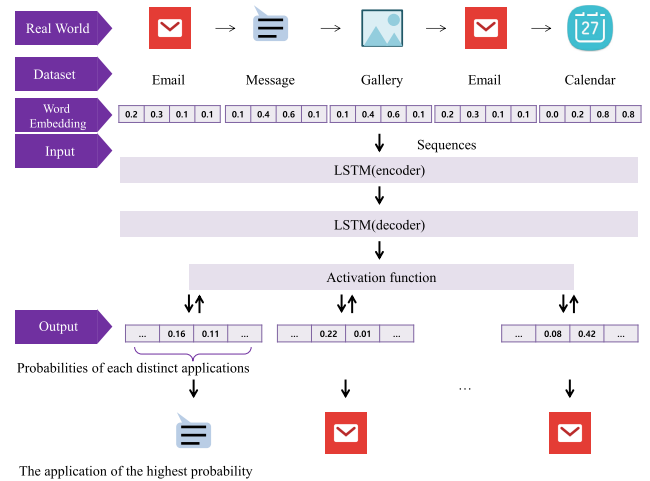 Real World
27
Dataset
Email
Message
Gallery
Email
Calendar
Word
Embedding
0.2 0.3 0.1 0.1
0.1 0.4 0.6 0.1
0.1 0.4 0.6 0.1
0.2 0.3 0.1 0.1
0.0 0.2 0.8 0.8
Input
Sequences
LSTM(encoder)
LSTM(decoder)
Activation function
Output
... 0.16 0.11 ...
... 0.22 0.01 ...
... 0.08 0.42 ...
Probabilities of each distinct applications
...
The application of the highest probability